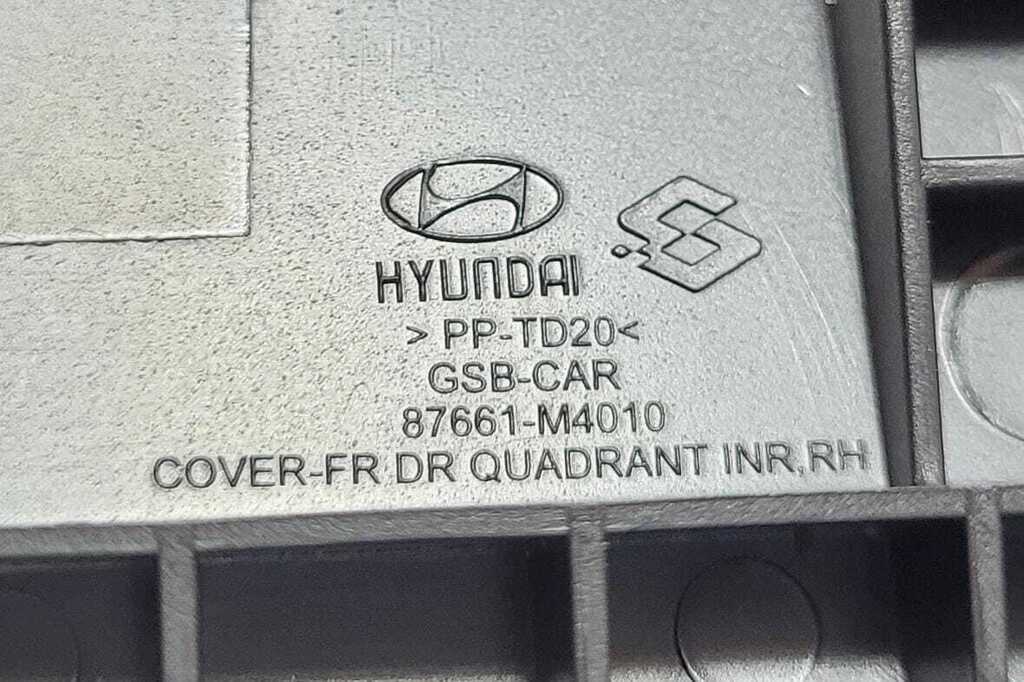 HYUNDAI
> PP-TD20<
GSB-CAR
87661-M4010
COVER-FR DR QUADRANT INR,RH